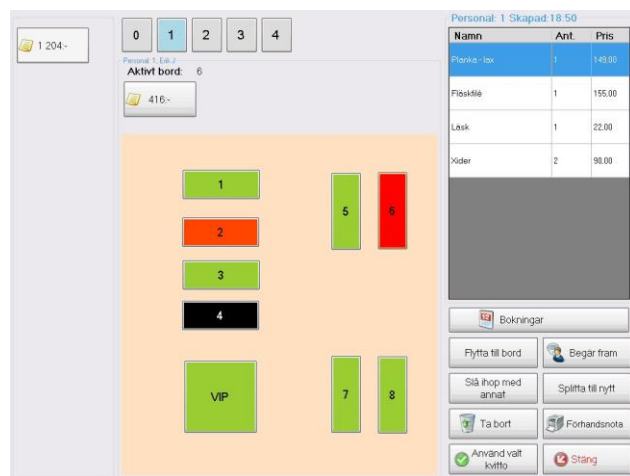 1 204:-
0 1 2 3 4
Aktivt bord: 6
416:-
1
2
3
4
5
6
7
8
VIP
Personal: 1 Skapad:18:50
Namn Ant. Pris
Planka - lax 1 149.00
Fläskfilé 1 155.00
Läsk 1 22.00
Xider 2 90.00
Bokningar
Flytta till bord
Begär fram
Slå ihop med
annat
Splitta till nytt
Ta bort
Förhandsnota
Använd valt
kvitto
Stäng